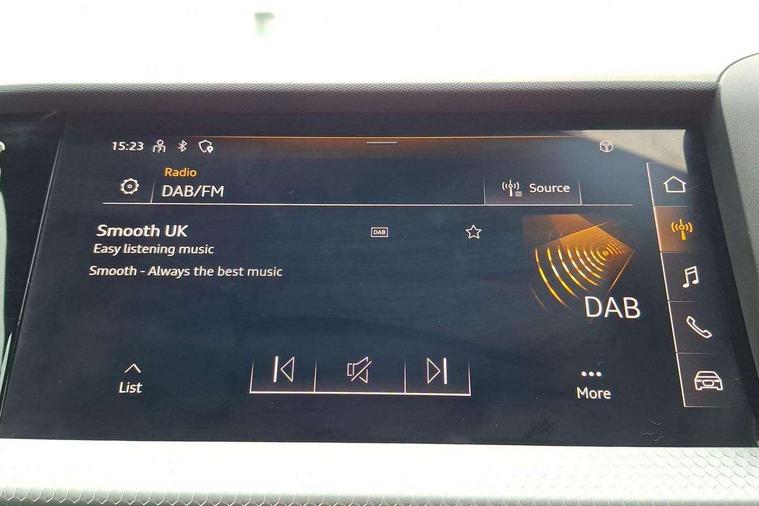 15:23
Radio
DAB/FM
Source
Smooth UK
DAB
Easy listening music
Smooth - Always the best music
DAB
List
More